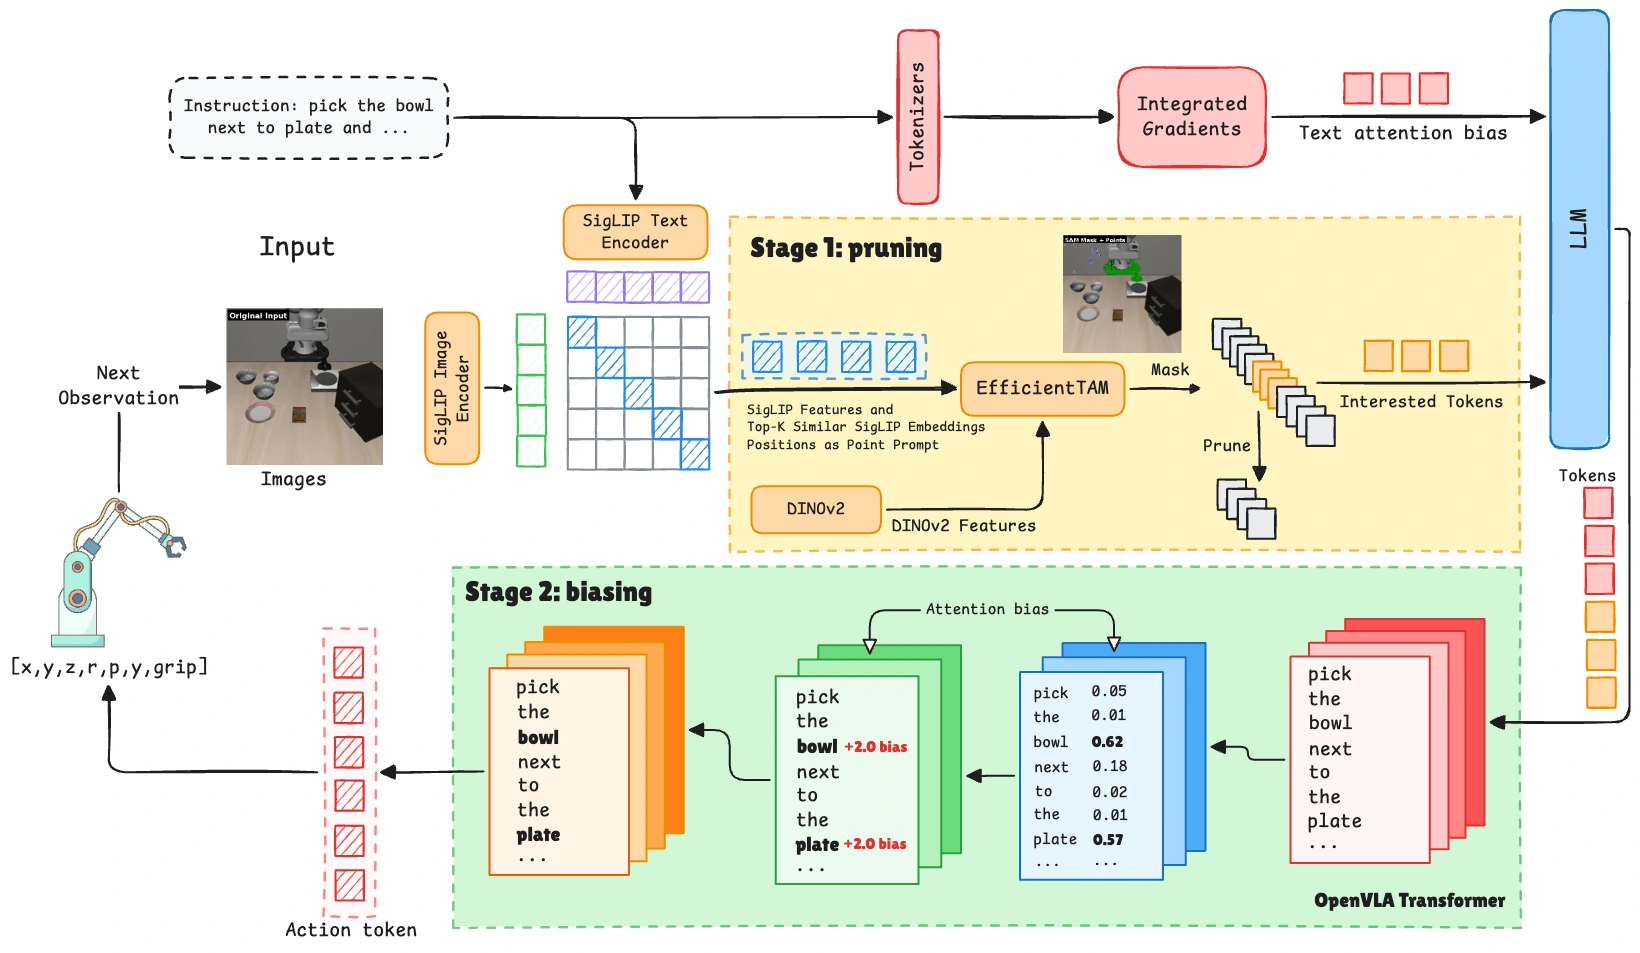 Instruction: pick the bowl
next to plate and ...
Tokenizers
Integrated
Gradients
Text attention bias
LLM
SigLIP Text
Encoder
Input
Original Input
Images
SigLIP Image
Encoder
Next
Observation
Stage 1: pruning
SAM Mask + Points
SigLIP Features and
Top-K Similar SigLIP Embeddings
Positions as Point Prompt
EfficientTAM
Mask
Prune
Interested Tokens
DINOv2
DINOv2 Features
Tokens
Stage 2: biasing
Attention bias
pick
the
bowl
next
to
the
plate
...
pick
the
bowl +2.0 bias
next
to
the
plate +2.0 bias
...
pick 0.05
the 0.01
bowl 0.62
next 0.18
to 0.02
the 0.01
plate 0.57
... ...
pick
the
bowl
next
to
the
plate
...
OpenVLA Transformer
[x,y,z,r,p,y,grip]
Action token